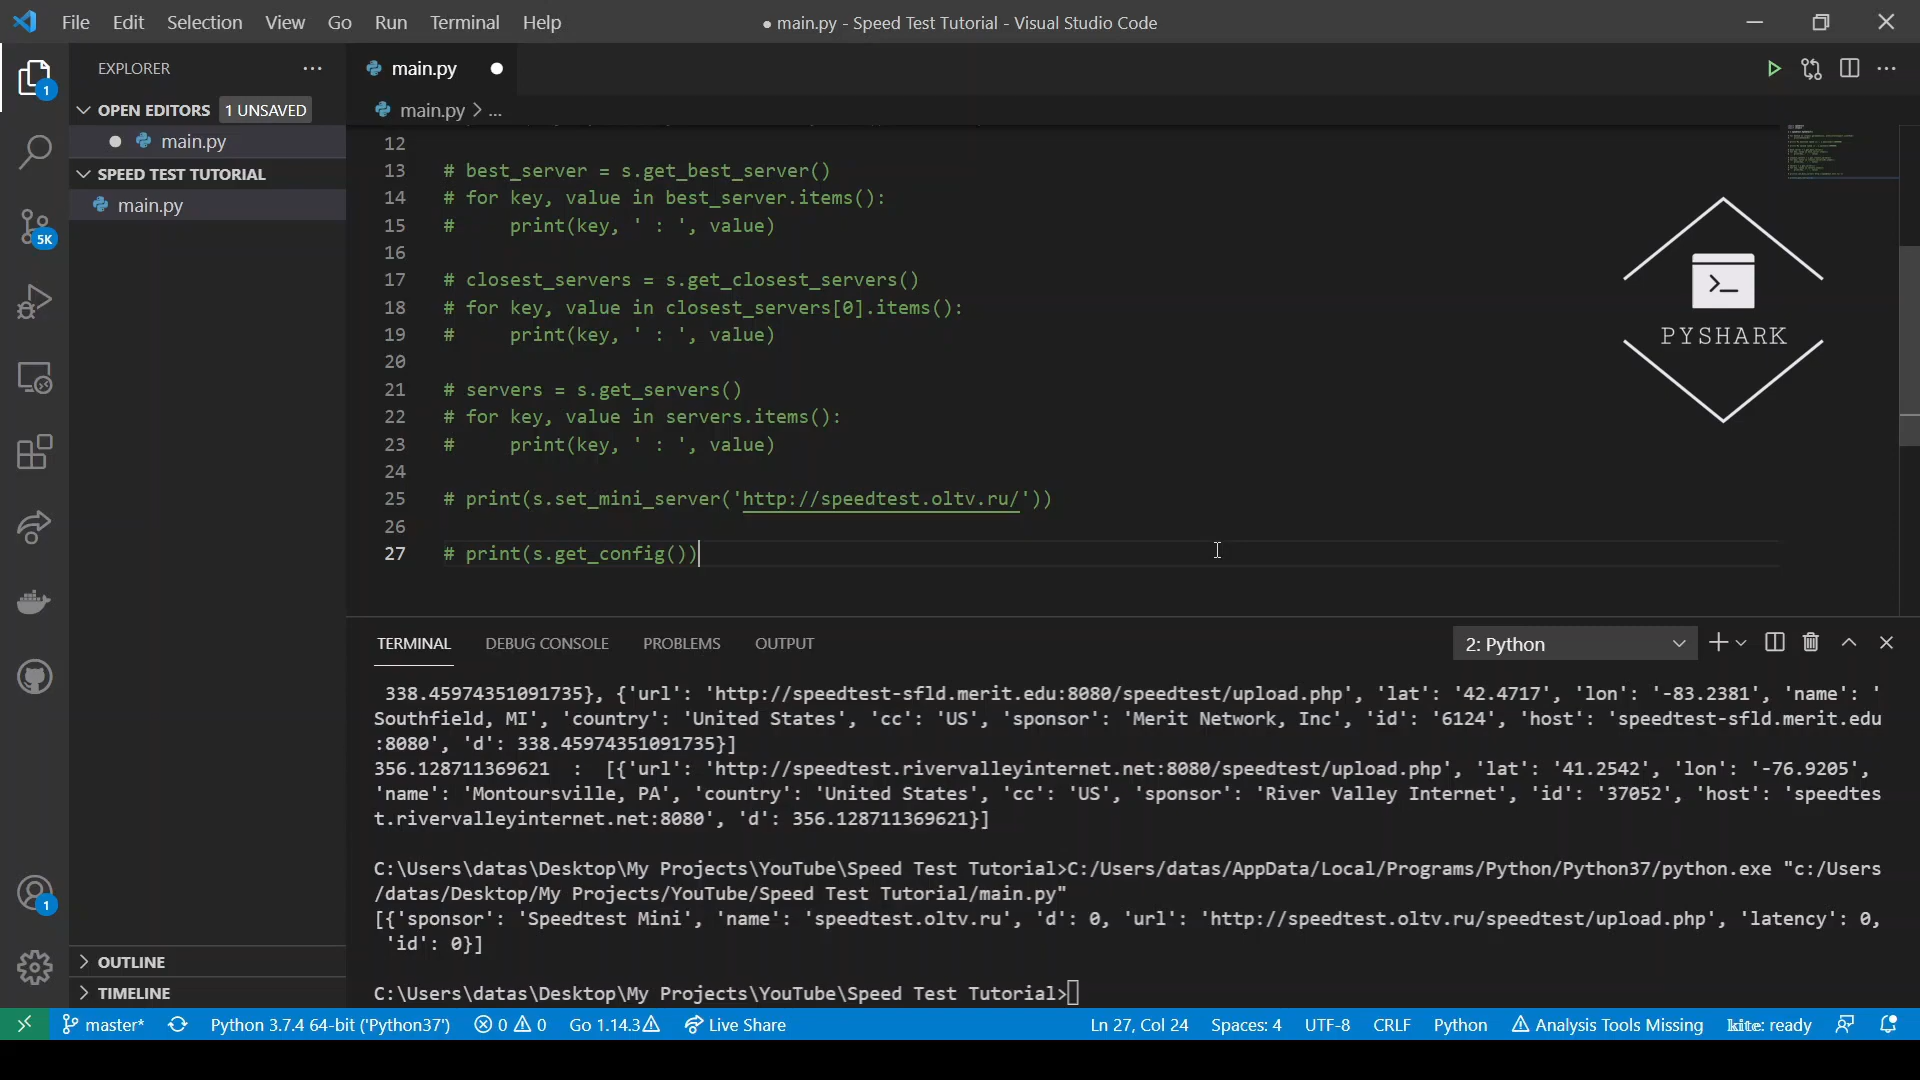 File Edit Selection View Go Run Terminal Help
● main.py - Speed Test Tutorial - Visual Studio Code
EXPLORER
OPEN EDITORS 1 UNSAVED
main.py
SPEED TEST TUTORIAL
main.py
OUTLINE
TIMELINE
1
5K
1
main.py
main.py > ...
12
13 # best_server = s.get_best_server()
14 # for key, value in best_server.items():
15 #     print(key, ' : ', value)
16
17 # closest_servers = s.get_closest_servers()
18 # for key, value in closest_servers[0].items():
19 #     print(key, ' : ', value)
20
21 # servers = s.get_servers()
22 # for key, value in servers.items():
23 #     print(key, ' : ', value)
24
25 # print(s.set_mini_server('http://speedtest.oltv.ru/'))
26
27 # print(s.get_config())
PYSHARK
TERMINAL DEBUG CONSOLE PROBLEMS OUTPUT
2: Python
338.45974351091735}, {'url': 'http://speedtest-sfld.merit.edu:8080/speedtest/upload.php', 'lat': '42.4717', 'lon': '-83.2381', 'name': '
Southfield, MI', 'country': 'United States', 'cc': 'US', 'sponsor': 'Merit Network, Inc', 'id': '6124', 'host': 'speedtest-sfld.merit.edu
:8080', 'd': 338.45974351091735}]
356.128711369621  :  [{'url': 'http://speedtest.rivervalleyinternet.net:8080/speedtest/upload.php', 'lat': '41.2542', 'lon': '-76.9205',
'name': 'Montoursville, PA', 'country': 'United States', 'cc': 'US', 'sponsor': 'River Valley Internet', 'id': '37052', 'host': 'speedtes
t.rivervalleyinternet.net:8080', 'd': 356.128711369621}]
C:\Users\datas\Desktop\My Projects\YouTube\Speed Test Tutorial>C:/Users/datas/AppData/Local/Programs/Python/Python37/python.exe "c:/Users
/datas/Desktop/My Projects/YouTube/Speed Test Tutorial/main.py"
[{'sponsor': 'Speedtest Mini', 'name': 'speedtest.oltv.ru', 'd': 0, 'url': 'http://speedtest.oltv.ru/speedtest/upload.php', 'latency': 0,
'id': 0}]
C:\Users\datas\Desktop\My Projects\YouTube\Speed Test Tutorial>
master* Python 3.7.4 64-bit ('Python37') 0 0 Go 1.14.3 Live Share Ln 27, Col 24 Spaces: 4 UTF-8 CRLF Python Analysis Tools Missing kite: ready